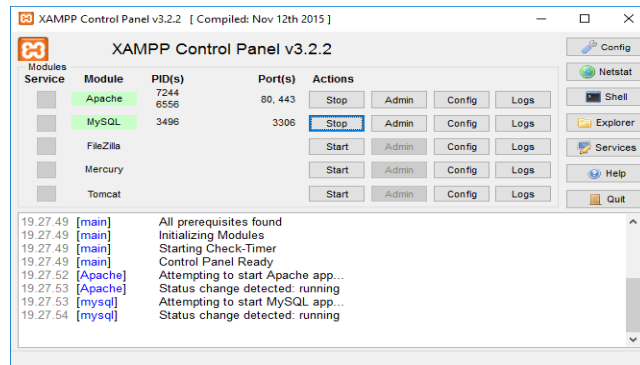 XAMPP Control Panel v3.2.2 [ Compiled: Nov 12th 2015 ]
XAMPP Control Panel v3.2.2
Config
Modules
Service Module PID(s) Port(s) Actions
Netstat
Apache 7244 6556 80, 443 Stop Admin Config Logs
Shell
MySQL 3496 3306 Stop Admin Config Logs
Explorer
FileZilla Start Admin Config Logs
Services
Mercury Start Admin Config Logs
Help
Tomcat Start Admin Config Logs
Quit
19.27.49 [main] All prerequisites found
19.27.49 [main] Initializing Modules
19.27.49 [main] Starting Check-Timer
19.27.49 [main] Control Panel Ready
19.27.52 [Apache] Attempting to start Apache app...
19.27.53 [Apache] Status change detected: running
19.27.53 [mysql] Attempting to start MySQL app...
19.27.54 [mysql] Status change detected: running